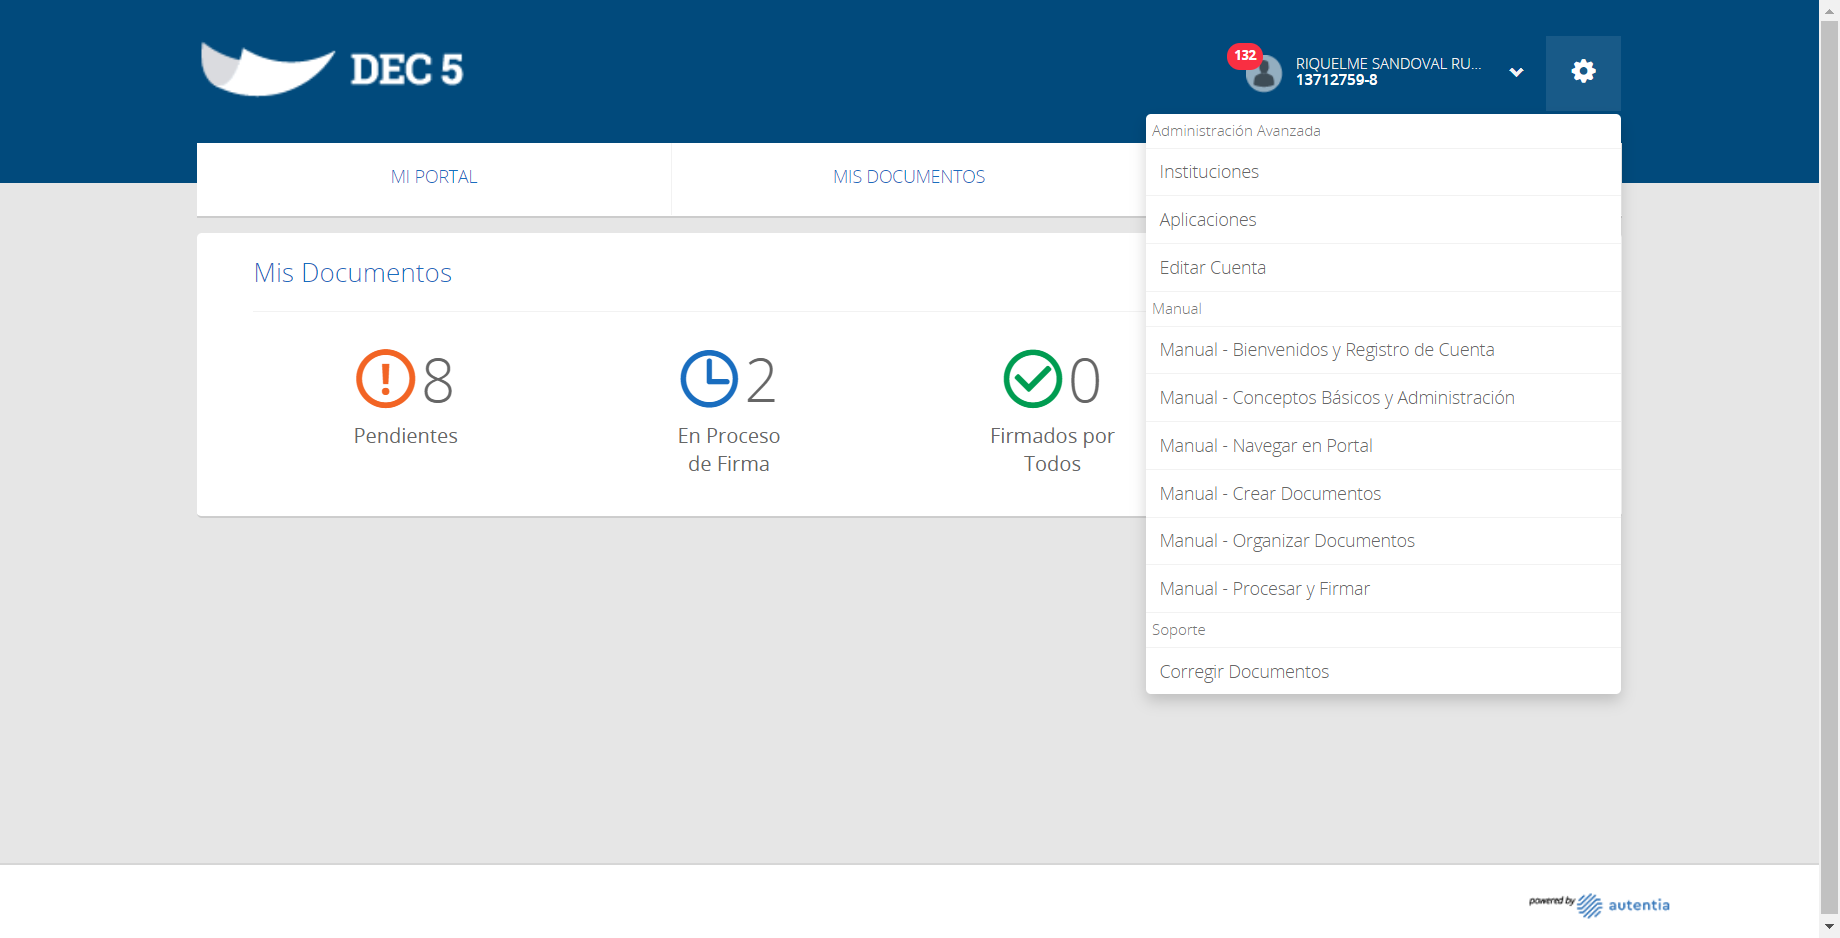 DEC 5
132
RIQUELME SANDOVAL RU...
13712759-8
MI PORTAL
MIS DOCUMENTOS
Mis Documentos
8
Pendientes
2
En Proceso
de Firma
0
Firmados por
Todos
Administración Avanzada
Instituciones
Aplicaciones
Editar Cuenta
Manual
Manual - Bienvenidos y Registro de Cuenta
Manual - Conceptos Básicos y Administración
Manual - Navegar en Portal
Manual - Crear Documentos
Manual - Organizar Documentos
Manual - Procesar y Firmar
Soporte
Corregir Documentos
powered by autentia